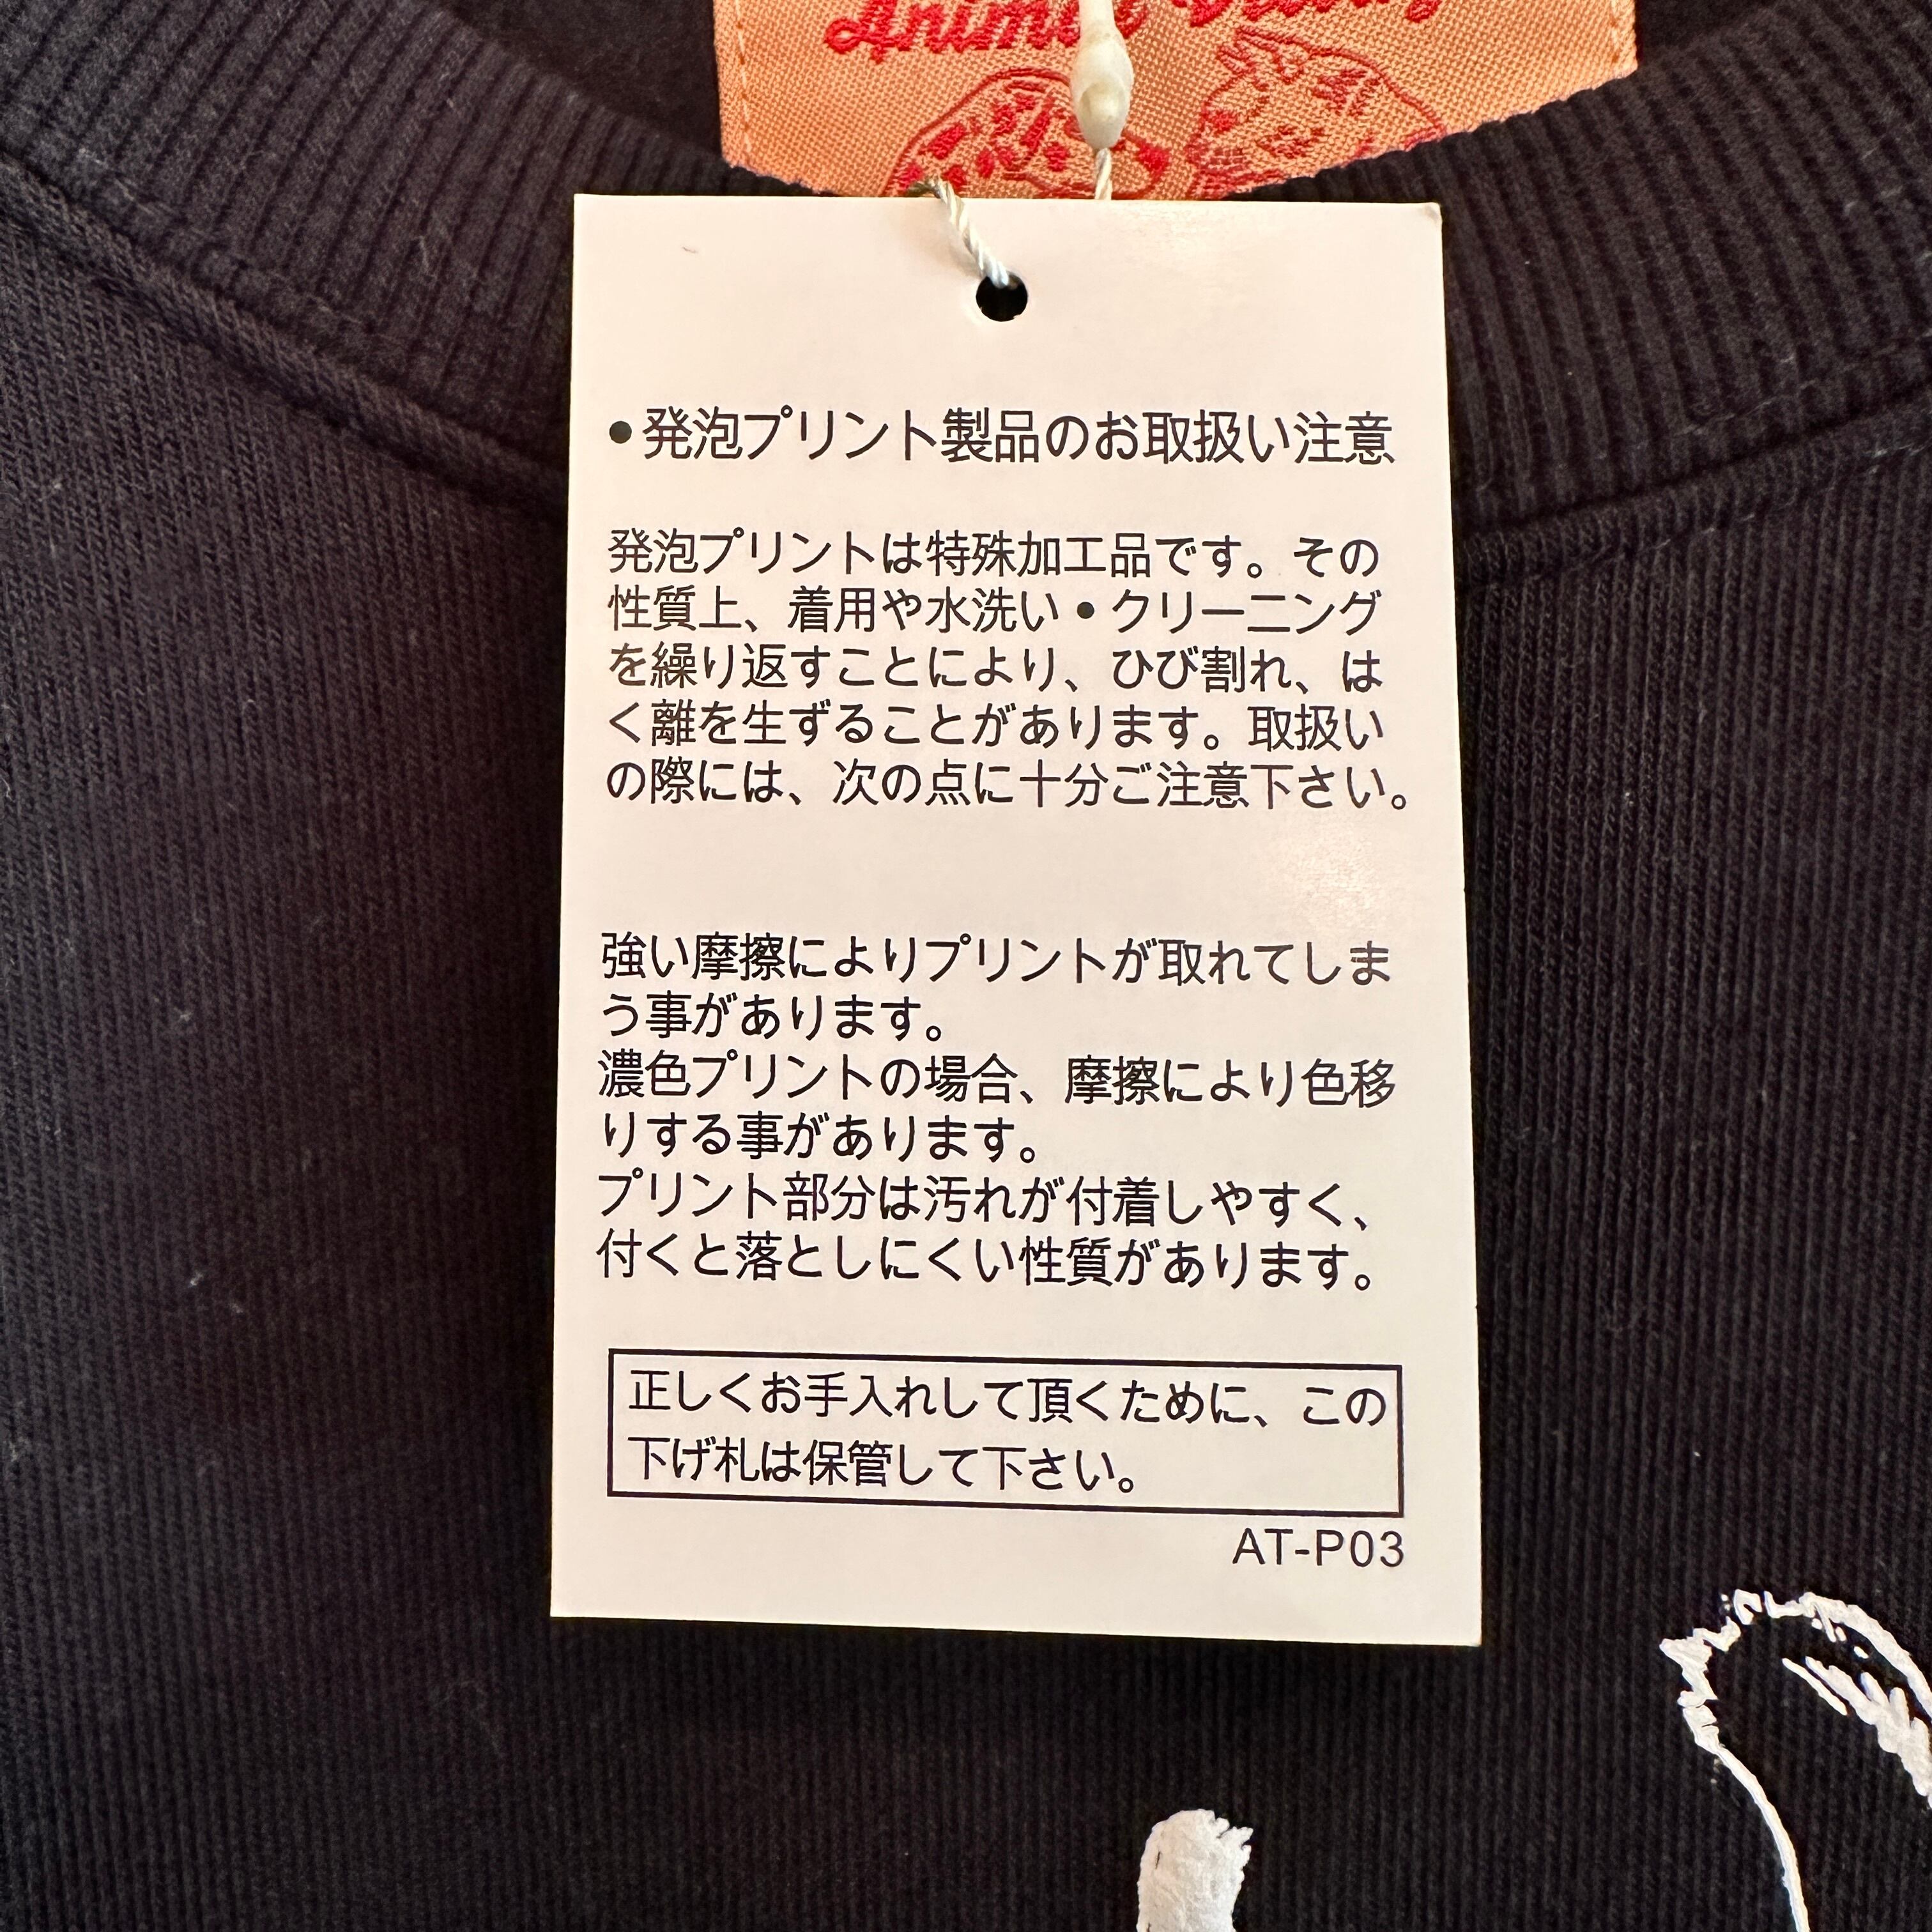 ●発泡プリント製品のお取扱い注意
発泡プリントは特殊加工品です。その
性質上、着用や水洗い●クリーニング
を繰り返すことにより、ひび割れ、は
く離を生ずることがあります。取扱い
の際には、次の点に十分ご注意下さい。
強い摩擦によりプリントが取れてしま
う事があります。
濃色プリントの場合、摩擦により色移
りする事があります。
プリント部分は汚れが付着しやすく、
付くと落としにくい性質があります。
正しくお手入れして頂くために、この
下げ札は保管して下さい。
AT-P03